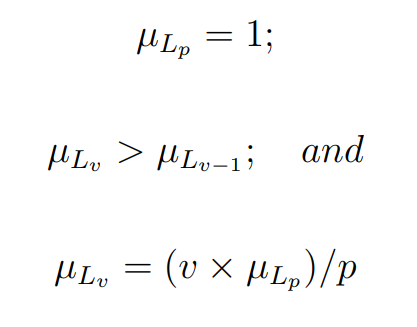 μ_{L_p} = 1;
μ_{L_v} > μ_{L_{v−1}}; and
μ_{L_v} = (v × μ_{L_p})/p